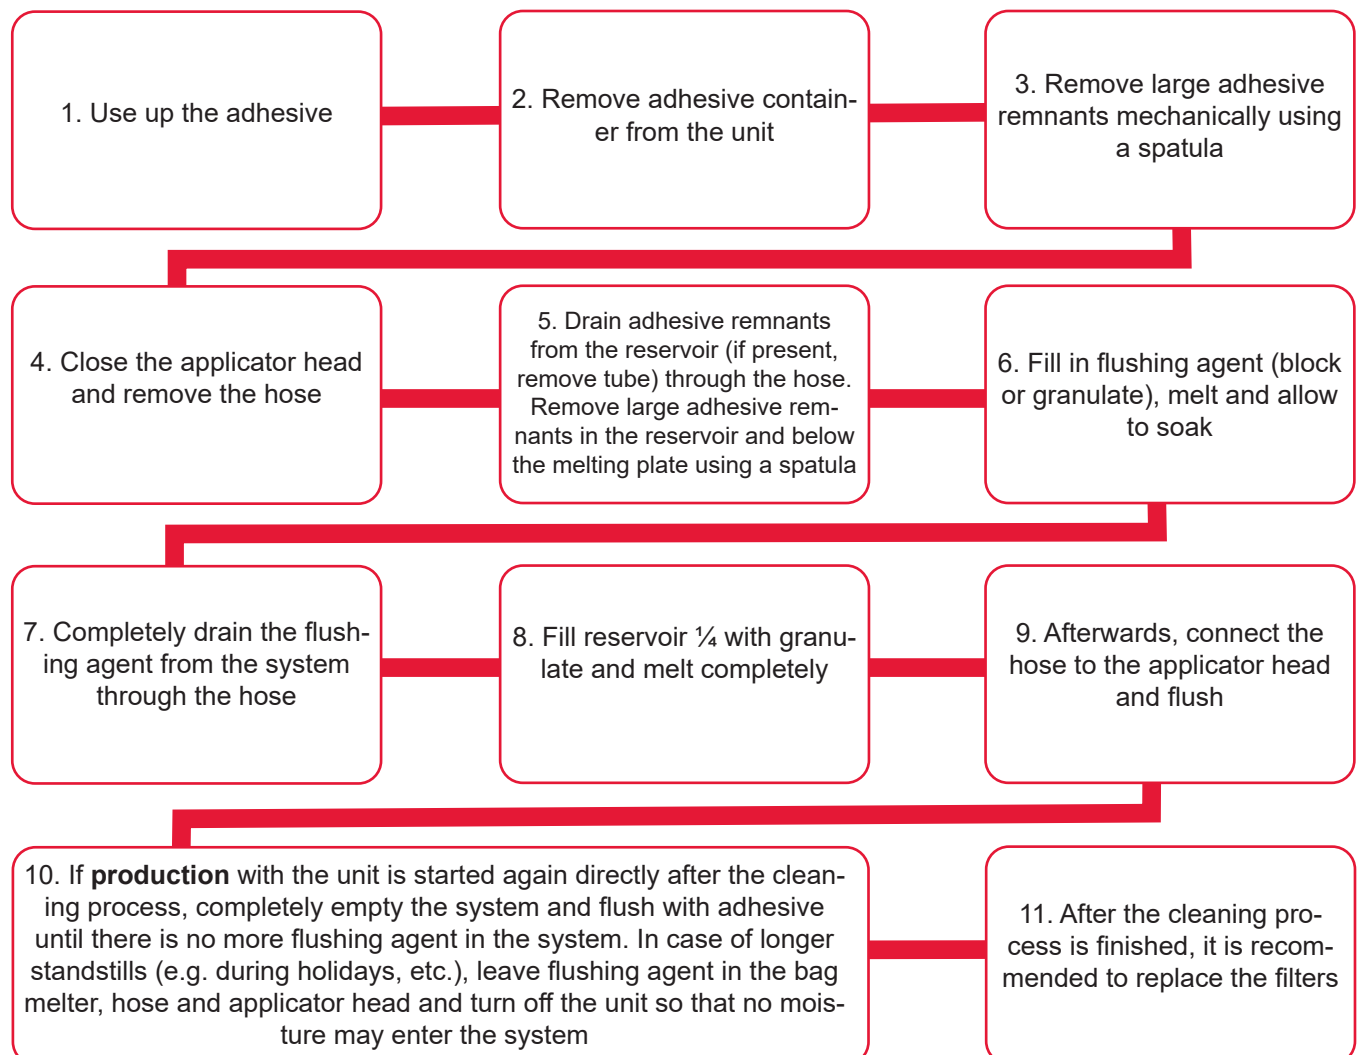 1. Use up the adhesive
2. Remove adhesive contain-
er from the unit
3. Remove large adhesive
remnants mechanically using
a spatula
4. Close the applicator head
and remove the hose
5. Drain adhesive remnants
from the reservoir (if present,
remove tube) through the hose.
Remove large adhesive rem-
nants in the reservoir and below
the melting plate using a spatula
6. Fill in flushing agent (block
or granulate), melt and allow
to soak
7. Completely drain the flush-
ing agent from the system
through the hose
8. Fill reservoir ¼ with granu-
late and melt completely
9. Afterwards, connect the
hose to the applicator head
and flush
10. If production with the unit is started again directly after the clean-
ing process, completely empty the system and flush with adhesive
until there is no more flushing agent in the system. In case of longer
standstills (e.g. during holidays, etc.), leave flushing agent in the bag
melter, hose and applicator head and turn off the unit so that no mois-
ture may enter the system
11. After the cleaning pro-
cess is finished, it is recom-
mended to replace the filters